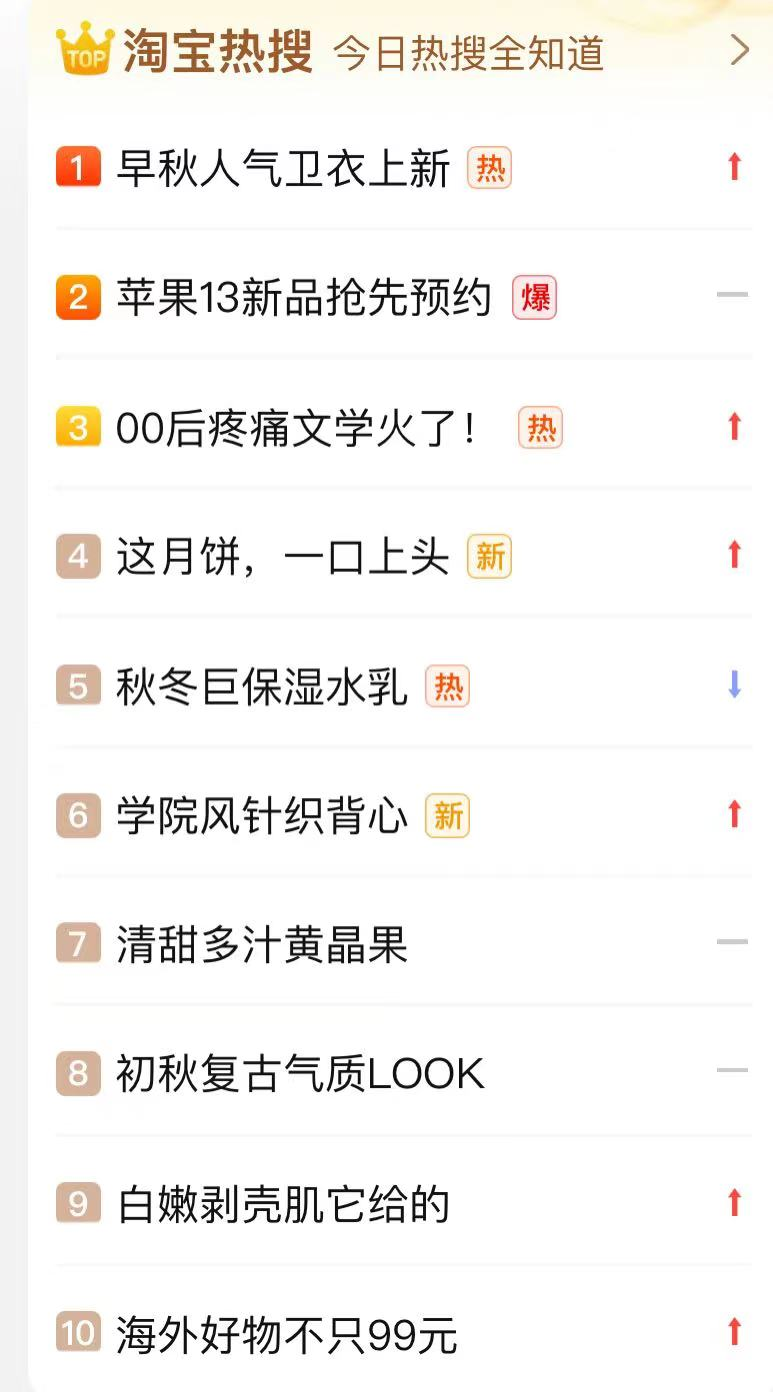 TOP 淘宝热搜 今日热搜全知道
1 早秋人气卫衣上新 热
2 苹果13新品抢先预约 爆
3 00后疼痛文学火了！ 热
4 这月饼，一口上头 新
5 秋冬巨保湿水乳 热
6 学院风针织背心 新
7 清甜多汁黄晶果
8 初秋复古气质LOOK
9 白嫩剥壳肌它给的
10 海外好物不只99元